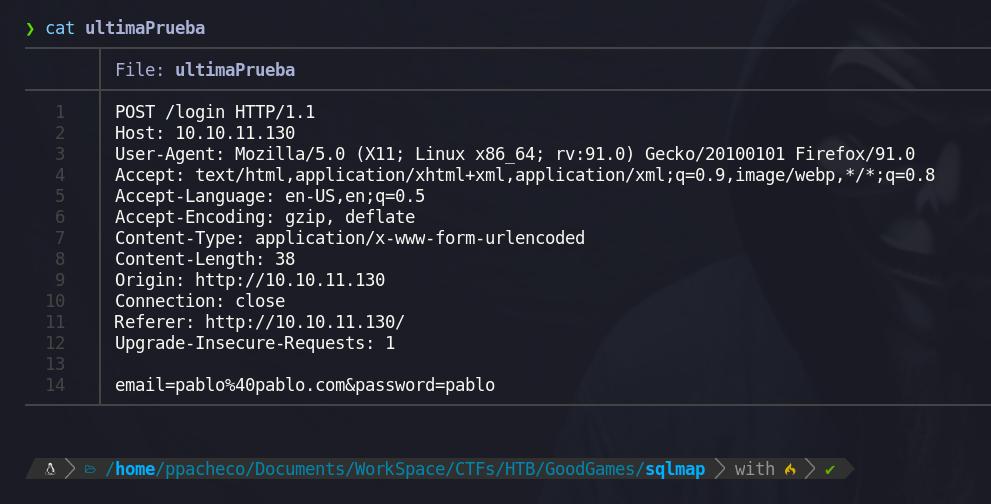 ❯ cat ultimaPrueba
File: ultimaPrueba
1 POST /login HTTP/1.1
2 Host: 10.10.11.130
3 User-Agent: Mozilla/5.0 (X11; Linux x86_64; rv:91.0) Gecko/20100101 Firefox/91.0
4 Accept: text/html,application/xhtml+xml,application/xml;q=0.9,image/webp,*/*;q=0.8
5 Accept-Language: en-US,en;q=0.5
6 Accept-Encoding: gzip, deflate
7 Content-Type: application/x-www-form-urlencoded
8 Content-Length: 38
9 Origin: http://10.10.11.130
10 Connection: close
11 Referer: http://10.10.11.130/
12 Upgrade-Insecure-Requests: 1
13
14 email=pablo%40pablo.com&password=pablo
/home/ppacheco/Documents/WorkSpace/CTFs/HTB/GoodGames/sqlmap with ✔